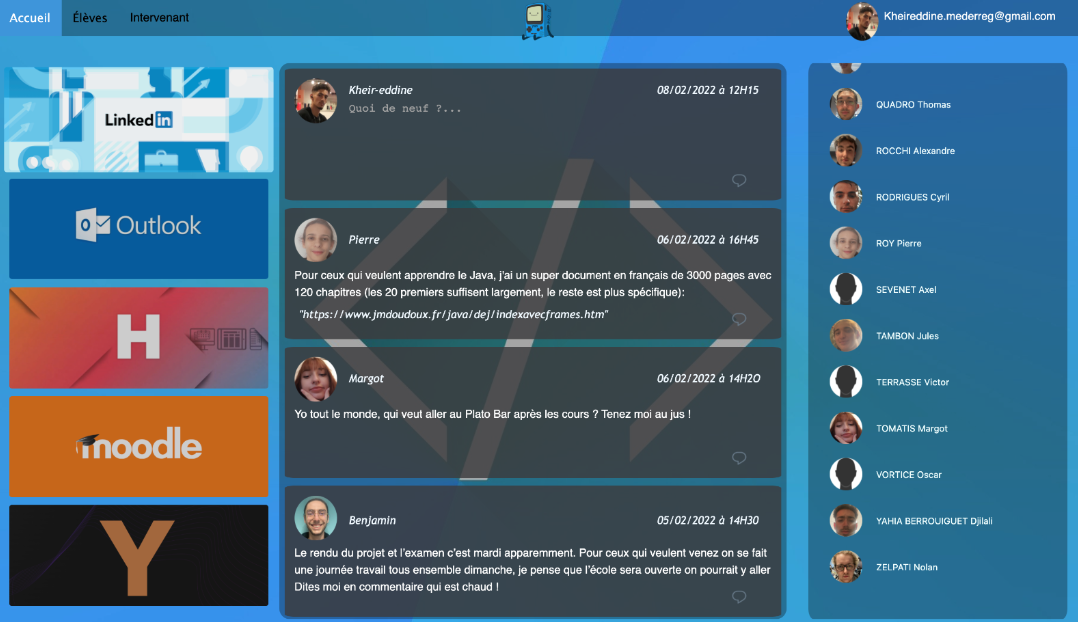 Accueil
Élèves
Intervenant
Kheireddine.mederreg@gmail.com
Linkedin
Outlook
H
moodle
Y
Kheir-eddine
08/02/2022 à 12H15
Quoi de neuf ?...
Pierre
06/02/2022 à 16H45
Pour ceux qui veulent apprendre le Java, j'ai un super document en français de 3000 pages avec
120 chapitres (les 20 premiers suffisent largement, le reste est plus spécifique):
"https://www.jmdoudoux.fr/java/dej/indexavecframes.htm"
Margot
06/02/2022 à 14H20
Yo tout le monde, qui veut aller au Plato Bar après les cours ? Tenez moi au jus !
Benjamin
05/02/2022 à 14H30
Le rendu du projet et l'examen c'est mardi apparemment. Pour ceux qui veulent venez on se fait
une journée travail tous ensemble dimanche, je pense que l'école sera ouverte on pourrait y aller
Dites moi en commentaire qui est chaud !
QUADRO Thomas
ROCCHI Alexandre
RODRIGUES Cyril
ROY Pierre
SEVENET Axel
TAMBON Jules
TERRASSE Victor
TOMATIS Margot
VORTICE Oscar
YAHIA BERROUIGUET Djilali
ZELPATI Nolan